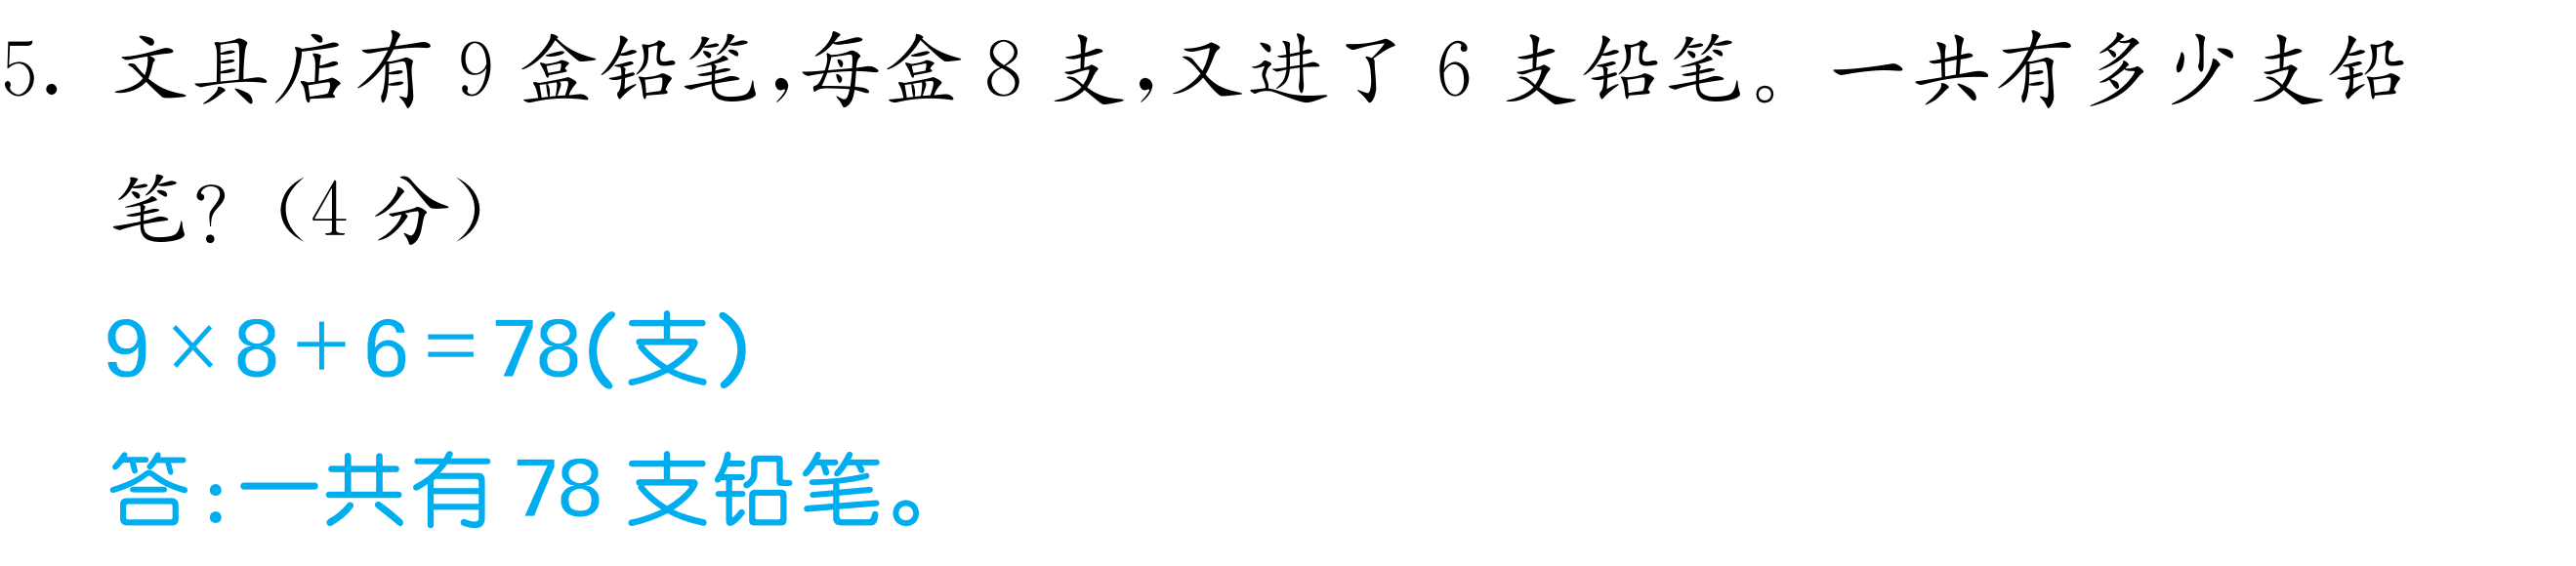 5. 文具店有 9 盒铅笔,每盒 8 支,又进了 6 支铅笔。一共有多少支铅
笔?(4 分)
9×8+6=78(支)
答:一共有 78 支铅笔。